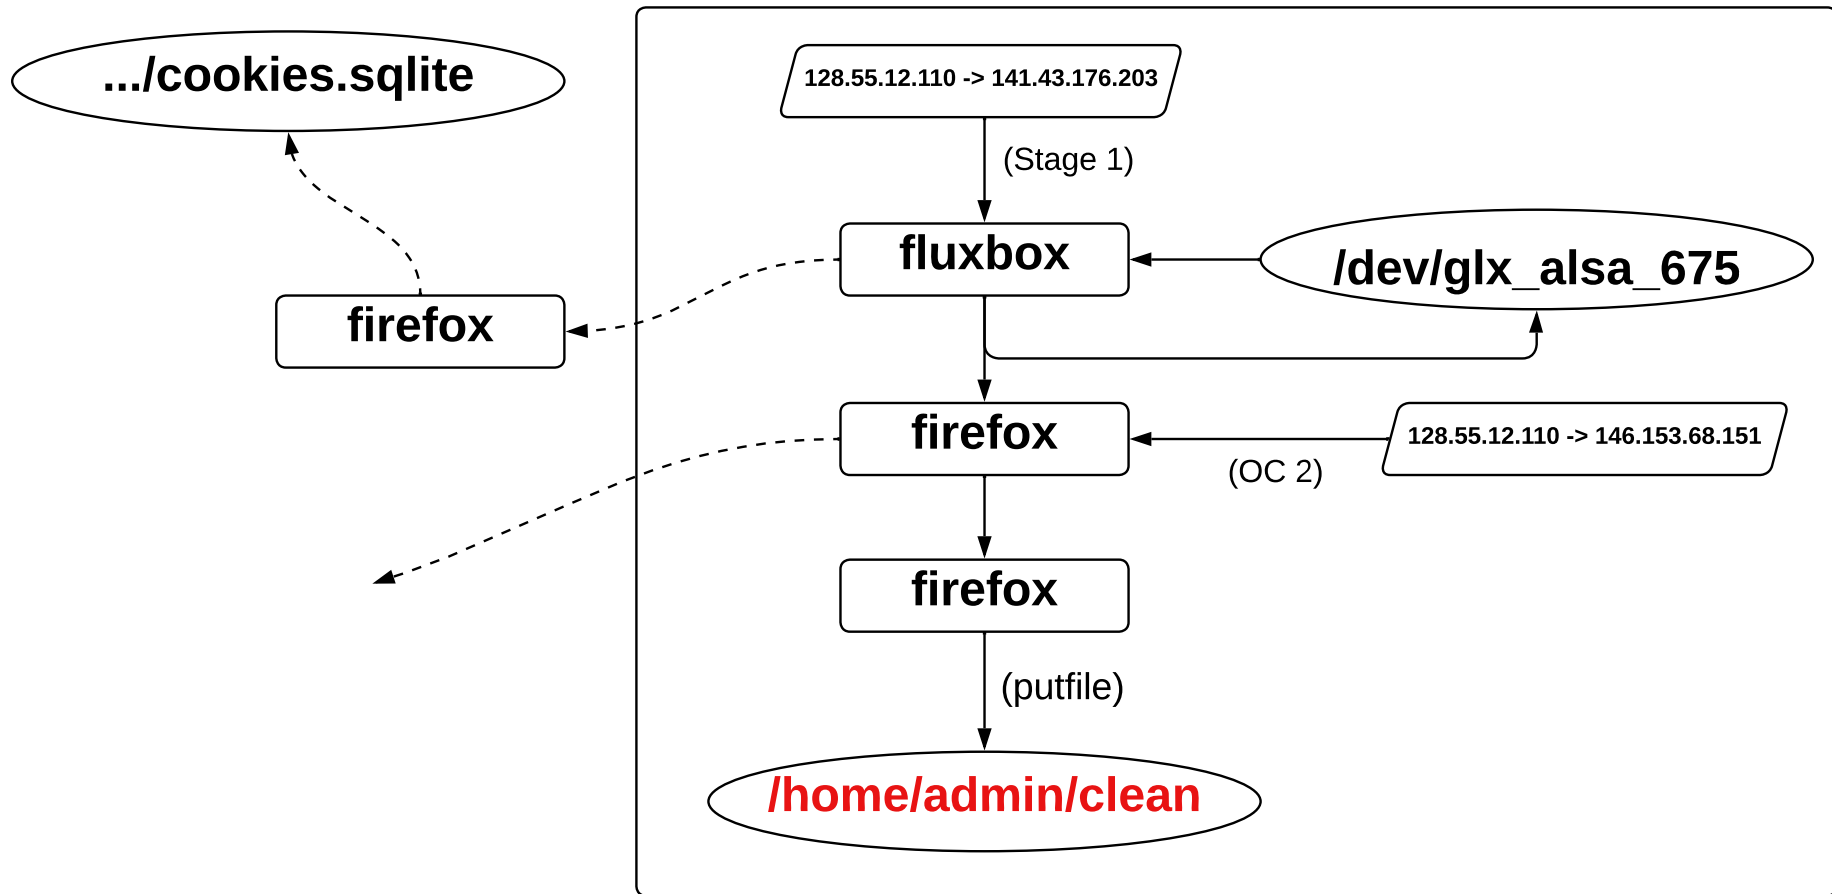 .../cookies.sqlite
128.55.12.110 -> 141.43.176.203
(Stage 1)
fluxbox
/dev/glx_alsa_675
firefox
firefox
128.55.12.110 -> 146.153.68.151
(OC 2)
firefox
(putfile)
/home/admin/clean